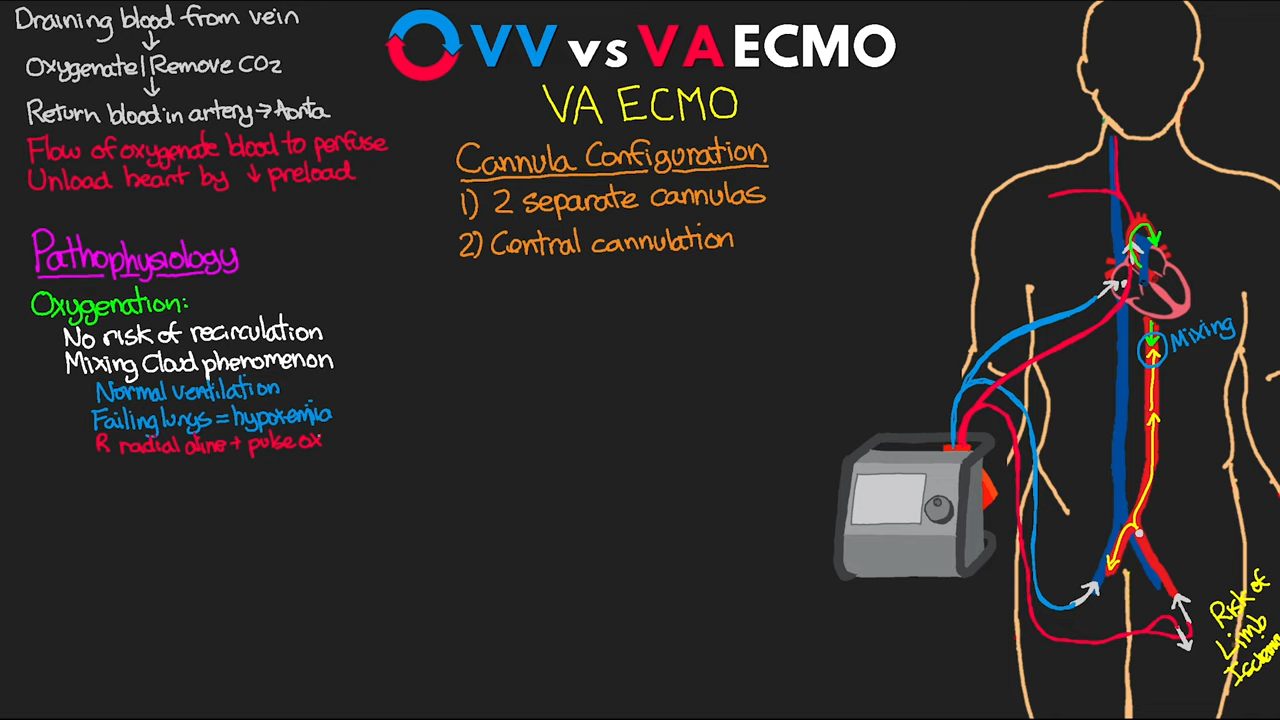 Draining blood from vein
Oxygenate/Remove CO2
Return blood in artery → Aorta
Flow of oxygenate blood to perfuse
Unload heart by ↓ preload
Pathophysiology
Oxygenation:
No risk of recirculation
Mixing Cloud phenomenon
Normal ventilation
Failing lungs = hypoxemia
R radial aline + pulse ox
VV vs VA ECMO
VA ECMO
Cannula Configuration
1) 2 separate cannulas
2) Central cannulation
Mixing
Risk of
Limb